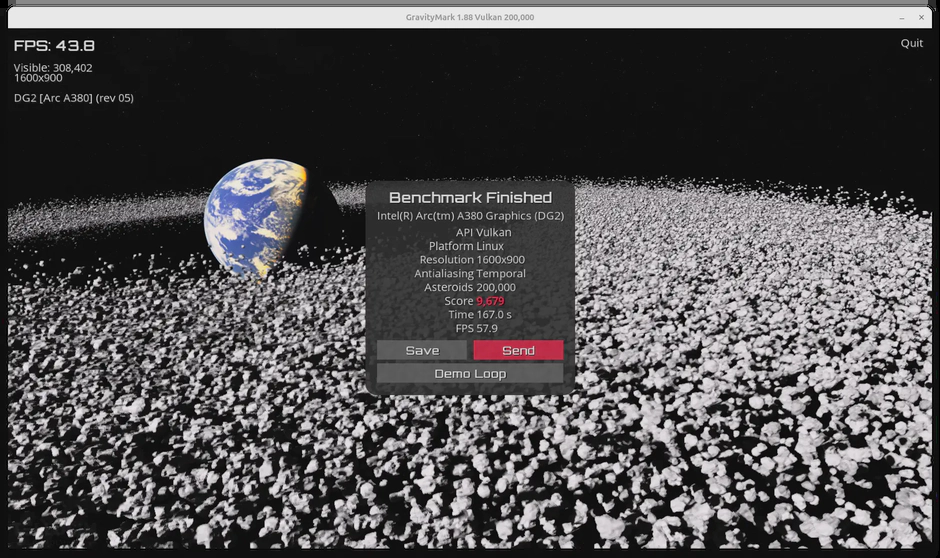 GravityMark 1.88 Vulkan 200,000
FPS: 43.8
Quit
Visible: 308,402
1600x900
DG2 [Arc A380] (rev 05)
Benchmark Finished
Intel(R) Arc(tm) A380 Graphics (DG2)
API Vulkan
Platform Linux
Resolution 1600x900
Antialiasing Temporal
Asteroids 200,000
Score 9,679
Time 167.0 s
FPS 57.9
Save Send
Demo Loop